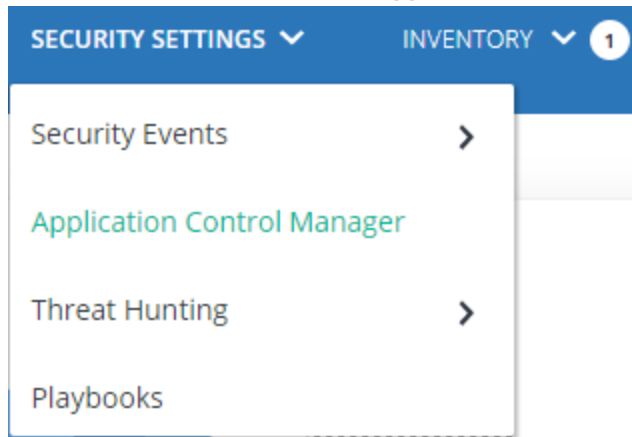 SECURITY SETTINGS INVENTORY 1
Security Events
Application Control Manager
Threat Hunting
Playbooks